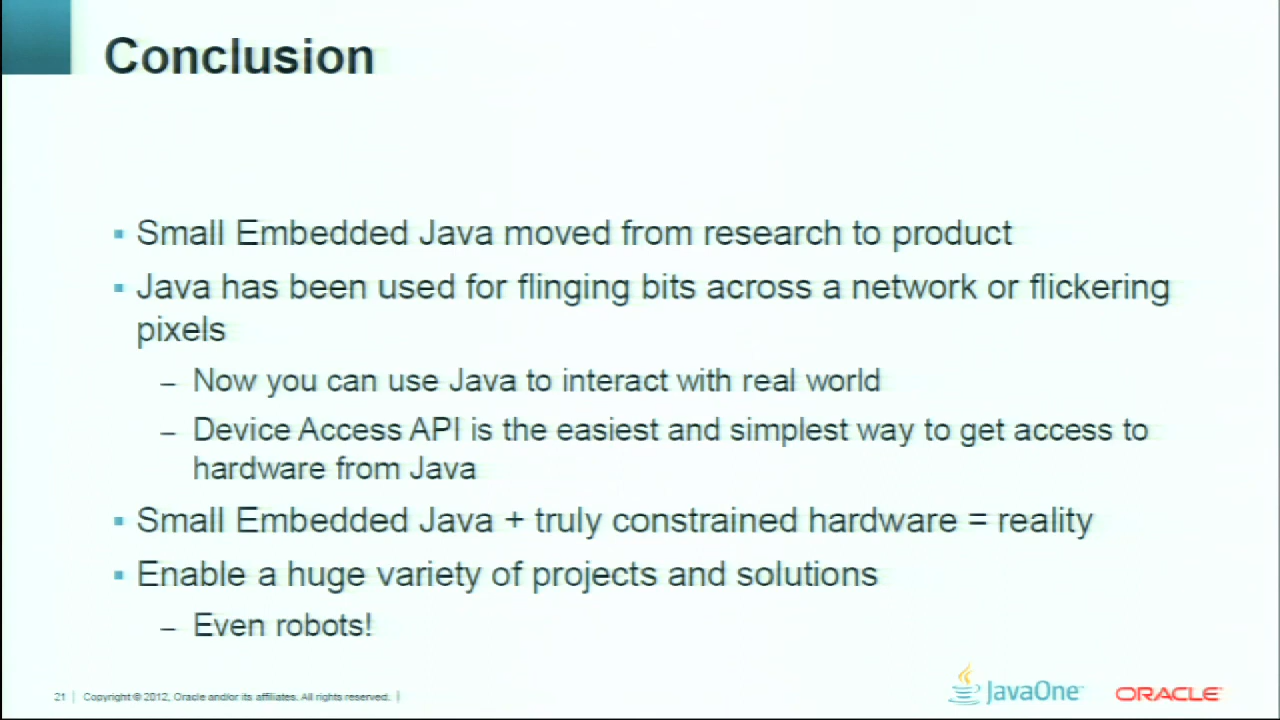 Conclusion
▪ Small Embedded Java moved from research to product
▪ Java has been used for flinging bits across a network or flickering
pixels
– Now you can use Java to interact with real world
– Device Access API is the easiest and simplest way to get access to
hardware from Java
▪ Small Embedded Java + truly constrained hardware = reality
▪ Enable a huge variety of projects and solutions
– Even robots!
21 | Copyright © 2012, Oracle and/or its affiliates. All rights reserved. |
JavaOne ORACLE